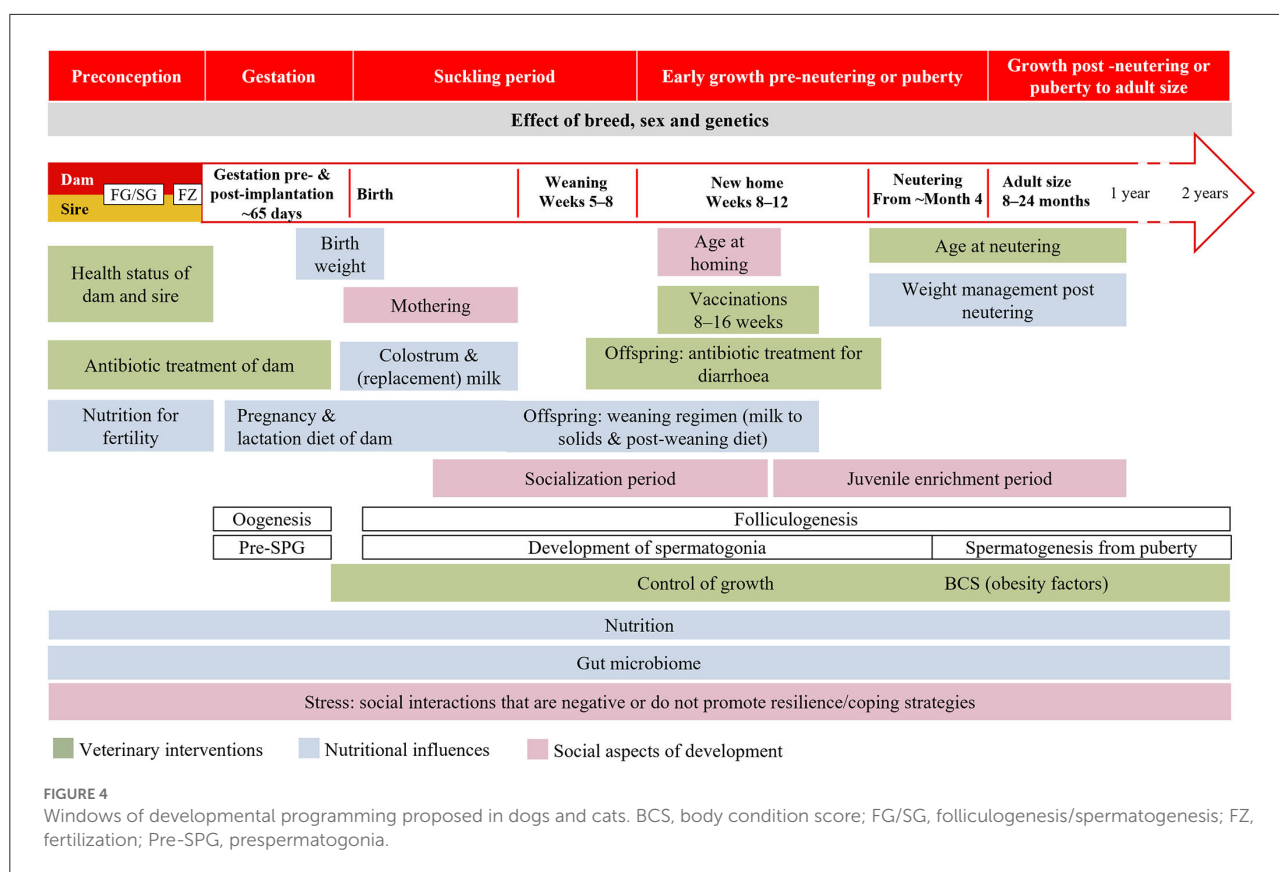 Preconception
Gestation
Suckling period
Early growth pre-neutering or puberty
Growth post -neutering or
puberty to adult size
Effect of breed, sex and genetics
Dam
Sire
FG/SG
FZ
Gestation pre- &
post-implantation
~65 days
Birth
Weaning
Weeks 5–8
New home
Weeks 8–12
Neutering
From ~Month 4
Adult size
8–24 months
1 year
2 years
Health status of
dam and sire
Birth
weight
Age at
homing
Age at neutering
Mothering
Vaccinations
8–16 weeks
Weight management post
neutering
Antibiotic treatment of dam
Colostrum &
(replacement) milk
Offspring: antibiotic treatment for
diarrhoea
Nutrition for
fertility
Pregnancy &
lactation diet of dam
Offspring: weaning regimen (milk to
solids & post-weaning diet)
Socialization period
Juvenile enrichment period
Oogenesis
Folliculogenesis
Pre-SPG
Development of spermatogonia
Spermatogenesis from puberty
Control of growth
BCS (obesity factors)
Nutrition
Gut microbiome
Stress: social interactions that are negative or do not promote resilience/coping strategies
Veterinary interventions
Nutritional influences
Social aspects of development
FIGURE 4
Windows of developmental programming proposed in dogs and cats. BCS, body condition score; FG/SG, folliculogenesis/spermatogenesis; FZ,
fertilization; Pre-SPG, prespermatogonia.